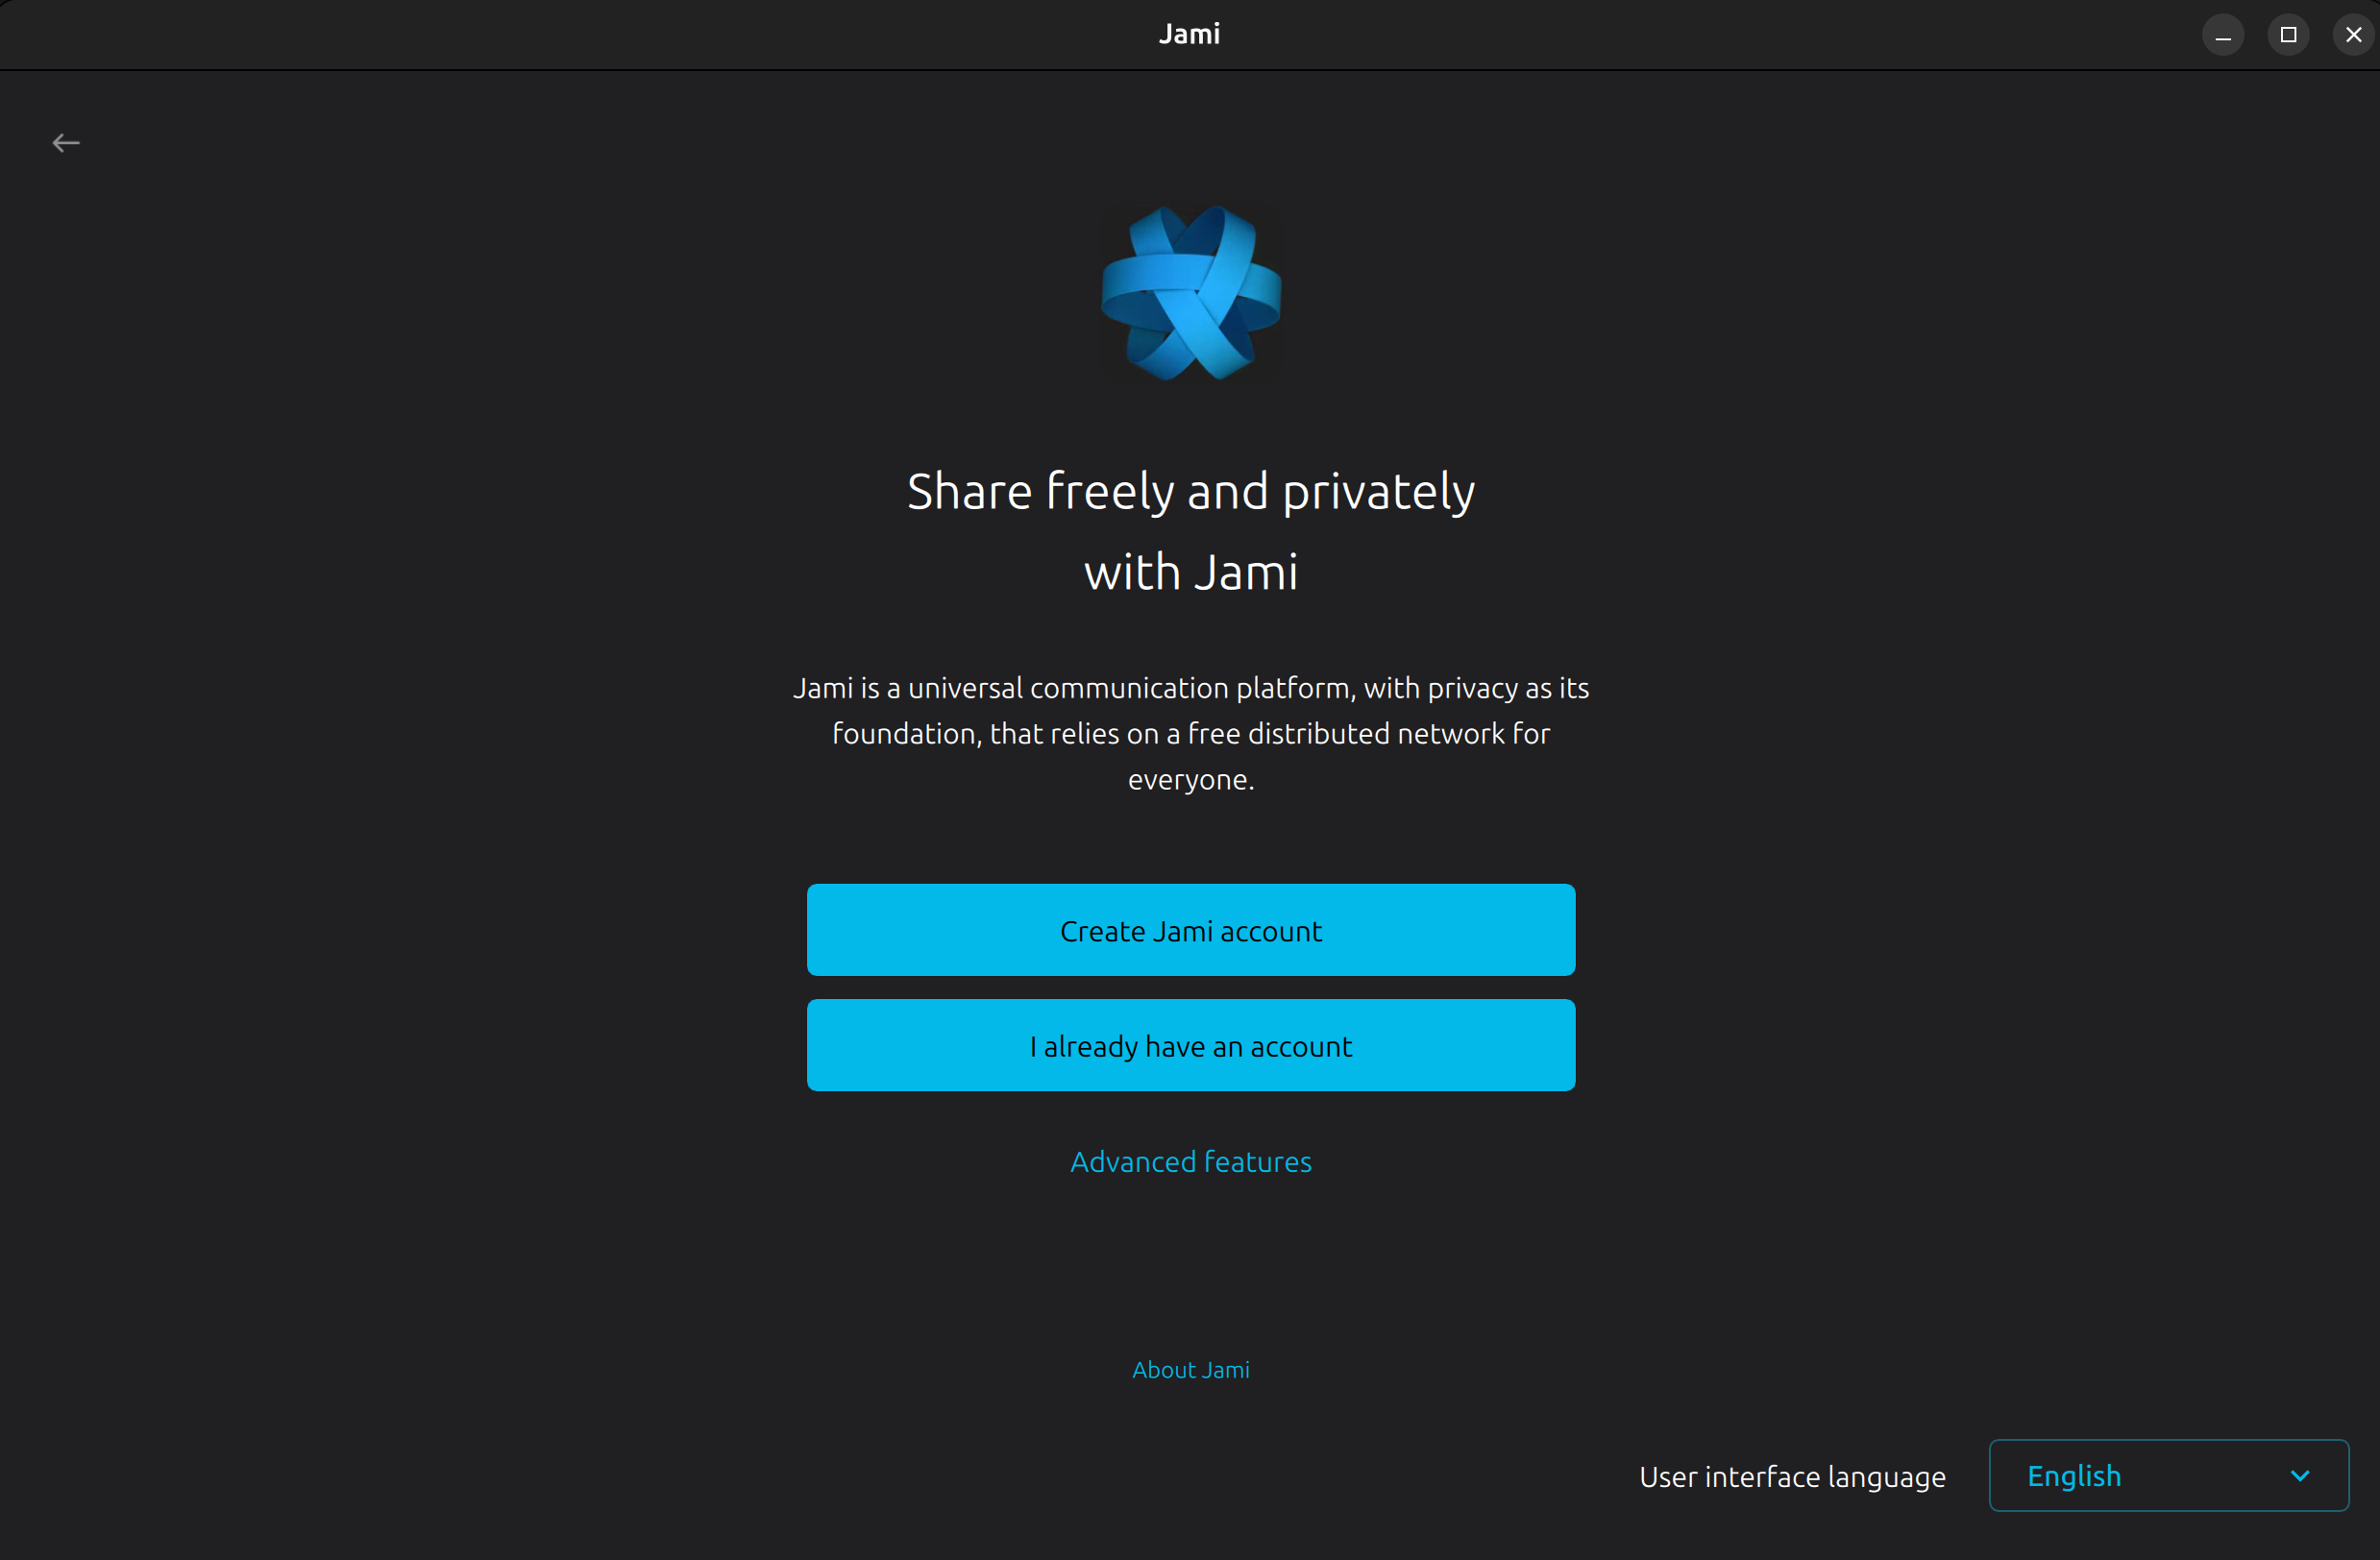 Jami
Share freely and privately
with Jami
Jami is a universal communication platform, with privacy as its
foundation, that relies on a free distributed network for
everyone.
Create Jami account
I already have an account
Advanced features
About Jami
User interface language
English